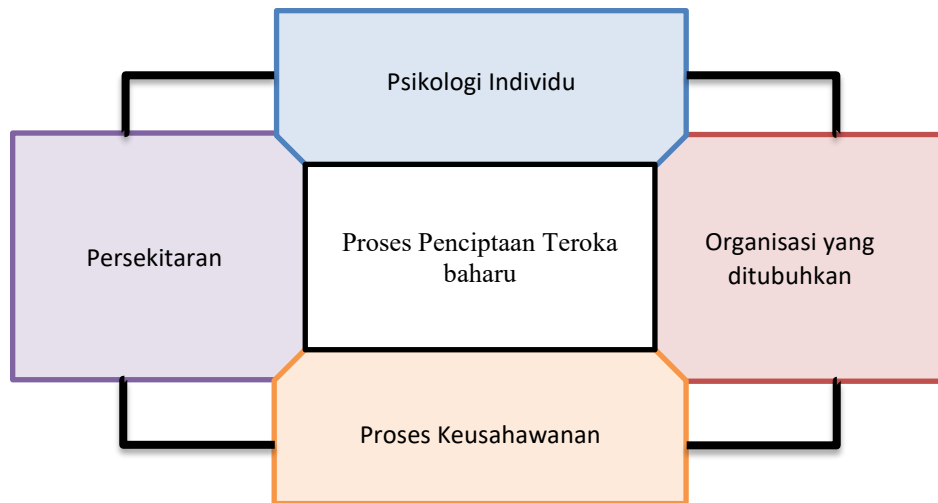 Psikologi Individu
Persekitaran
Proses Penciptaan Teroka
baharu
Organisasi yang
ditubuhkan
Proses Keusahawanan